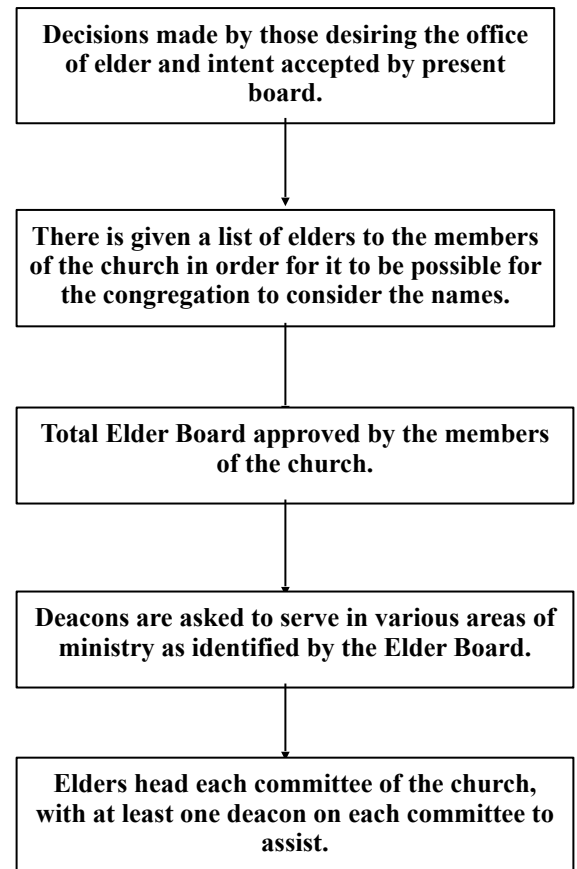 Decisions made by those desiring the office
of elder and intent accepted by present
board.
There is given a list of elders to the members
of the church in order for it to be possible for
the congregation to consider the names.
Total Elder Board approved by the members
of the church.
Deacons are asked to serve in various areas of
ministry as identified by the Elder Board.
Elders head each committee of the church,
with at least one deacon on each committee to
assist.